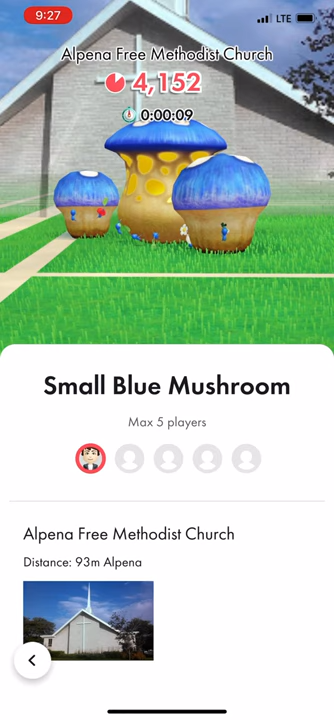 9:27
LTE
Alpena Free Methodist Church
4,152
0:00:09
Small Blue Mushroom
Max 5 players
Alpena Free Methodist Church
Distance: 93m Alpena